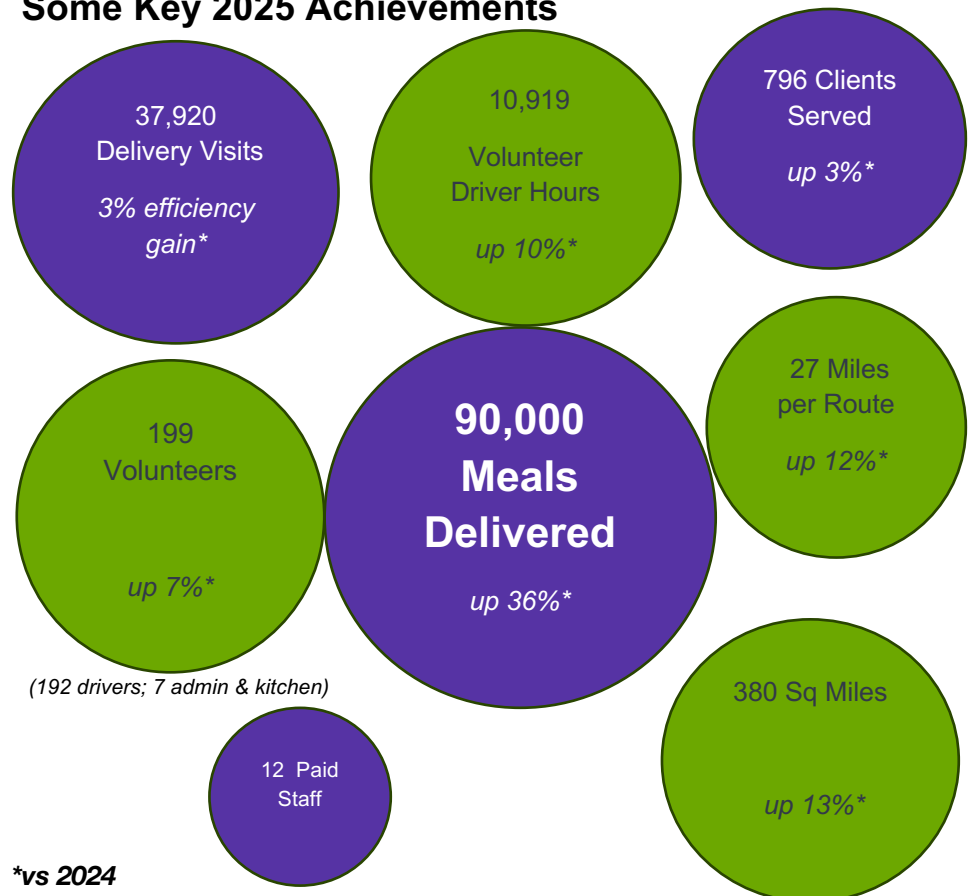 Some Key 2025 Achievements
37,920
Delivery Visits
3% efficiency
gain*
10,919
Volunteer
Driver Hours
up 10%*
796 Clients
Served
up 3%*
199
Volunteers
up 7%*
(192 drivers; 7 admin & kitchen)
90,000
Meals
Delivered
up 36%*
27 Miles
per Route
up 12%*
12 Paid
Staff
380 Sq Miles
up 13%*
*vs 2024